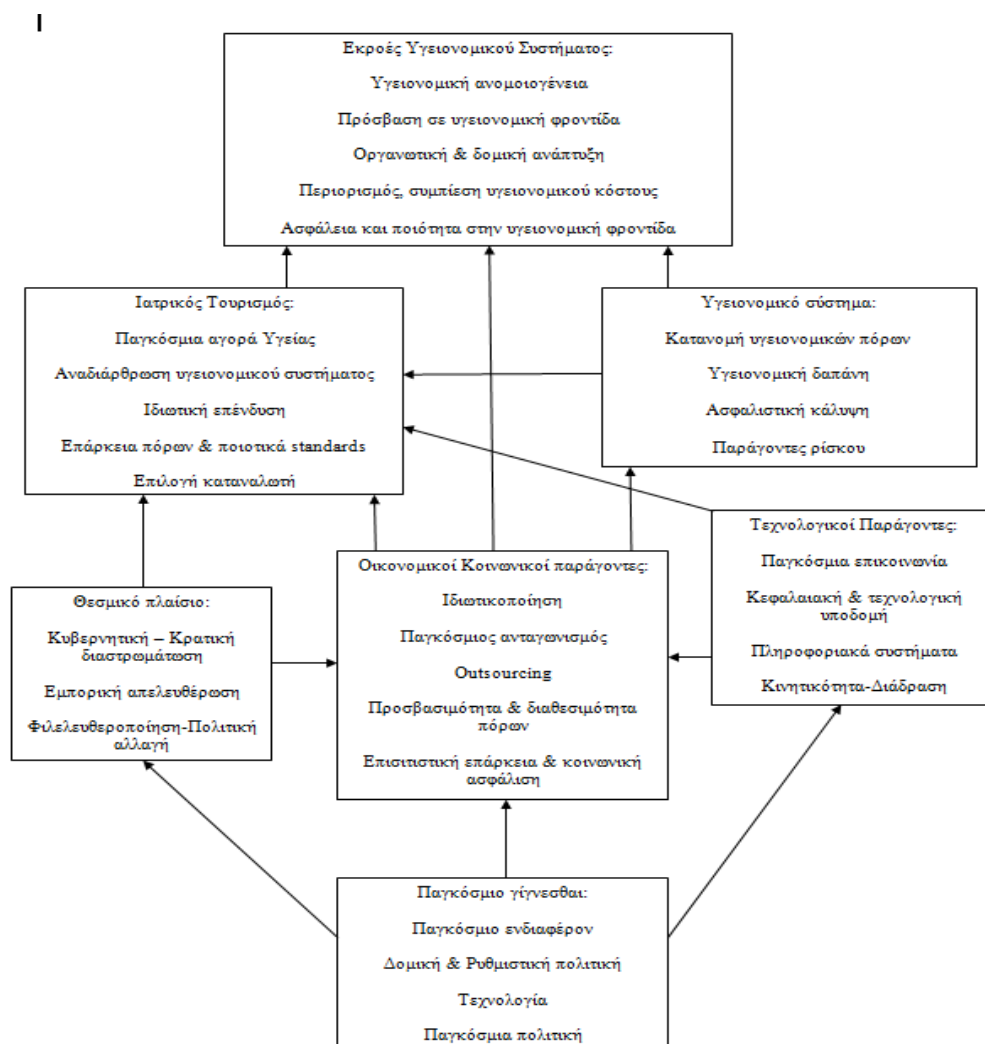 Ι
Εκροές Υγειονομικού Συστήματος:
Υγειονομική ανομοιογένεια
Πρόσβαση σε υγειονομική φροντίδα
Οργανωτική & δομική ανάπτυξη
Περιορισμός, συμπίεση υγειονομικού κόστους
Ασφάλεια και ποιότητα στην υγειονομική φροντίδα
Ιατρικός Τουρισμός:
Παγκόσμια αγορά Υγείας
Αναδιάρθρωση υγειονομικού συστήματος
Ιδιωτική επένδυση
Επάρκεια πόρων & ποιοτικά standards
Επιλογή καταναλωτή
Υγειονομικό σύστημα:
Κατανομή υγειονομικών πόρων
Υγειονομική δαπάνη
Ασφαλιστική κάλυψη
Παράγοντες ρίσκου
Τεχνολογικοί Παράγοντες:
Παγκόσμια επικοινωνία
Κεφαλαιακή & τεχνολογική
υποδομή
Πληροφοριακά συστήματα
Κινητικότητα-Διάδραση
Οικονομικοί Κοινωνικοί παράγοντες:
Ιδιωτικοποίηση
Παγκόσμιος ανταγωνισμός
Outsourcing
Προσβασιμότητα & διαθεσιμότητα
πόρων
Επισιτιστική επάρκεια & κοινωνική
ασφάλιση
Θεσμικό πλαίσιο:
Κυβερνητική – Κρατική
διαστρωμάτωση
Εμπορική απελευθέρωση
Φιλελευθεροποίηση-Πολιτική
αλλαγή
Παγκόσμιο γίγνεσθαι:
Παγκόσμιο ενδιαφέρον
Δομική & Ρυθμιστική πολιτική
Τεχνολογία
Παγκόσμια πολιτική